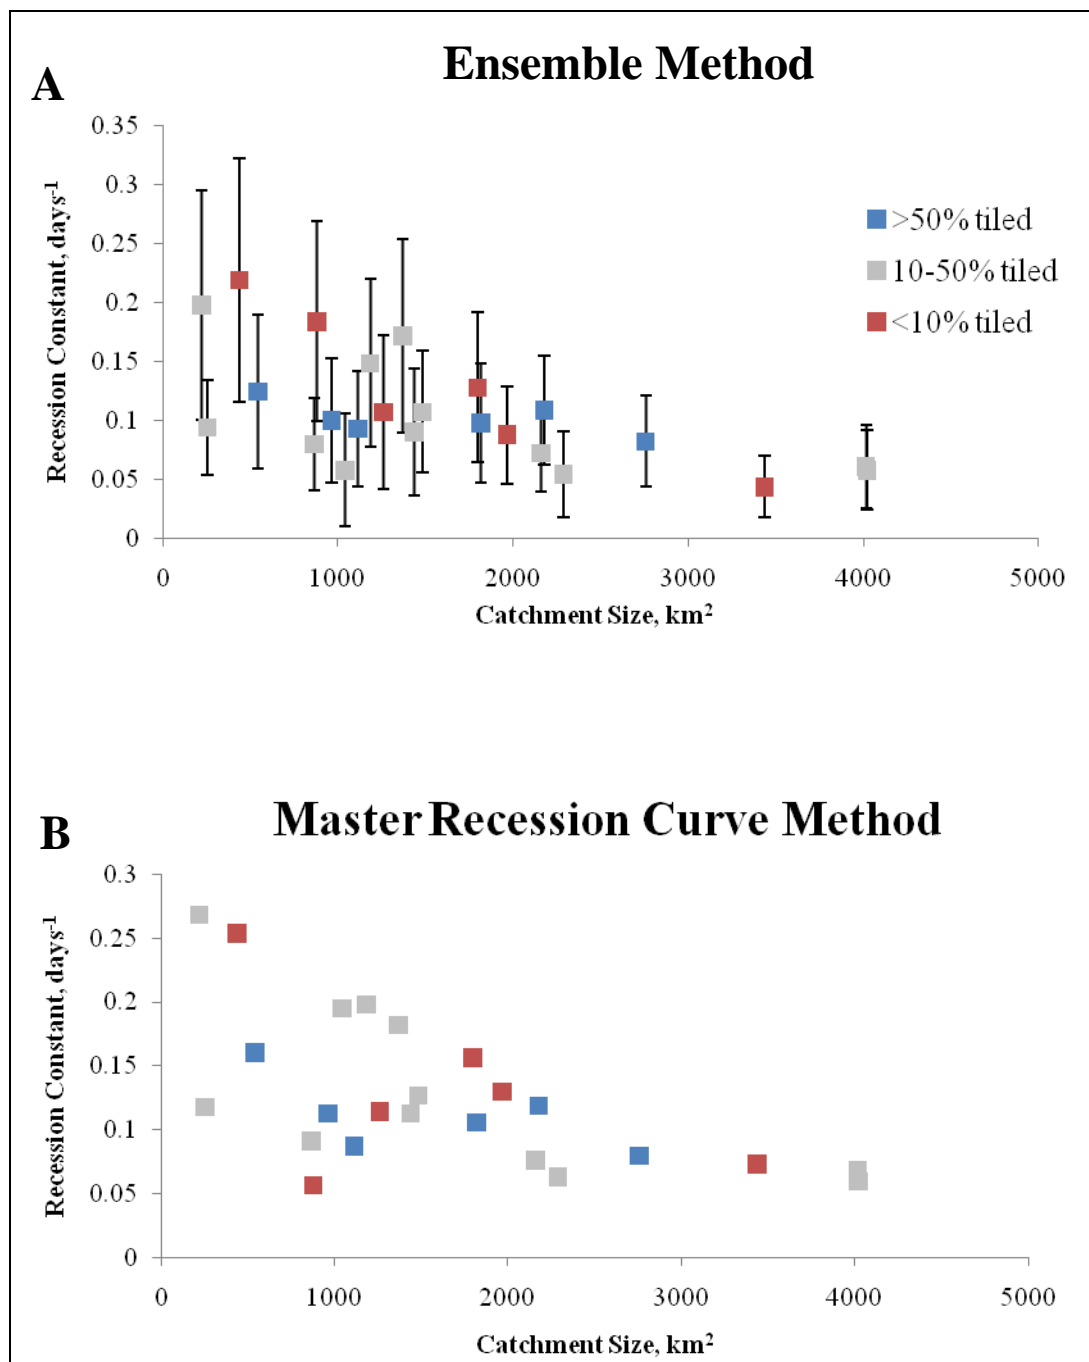 Ensemble Method
A
0.35
0.3
0.25
0.2
0.15
0.1
0.05
0
Recession Constant, days-1
>50% tiled
10-50% tiled
<10% tiled
0 1000 2000 3000 4000 5000
Catchment Size, km2
Master Recession Curve Method
B
0.3
0.25
0.2
0.15
0.1
0.05
0
Recession Constant, days-1
0 1000 2000 3000 4000 5000
Catchment Size, km2